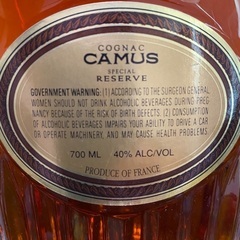 COGNAC
CAMUS
SPECIAL
RESERVE
GOVERNMENT WARNING: (1) ACCORDING TO THE SURGEON GENERAL
WOMEN SHOULD NOT DRINK ALCOHOLIC BEVERAGES DURING PREG-
NANCY BECAUSE OF THE RISK OF BIRTH DEFECTS. (2) CONSUMPTION
OF ALCOHOLIC BEVERAGES IMPAIRS YOUR ABILITY TO DRIVE A CAR
OR OPERATE MACHINERY, AND MAY CAUSE HEALTH PROBLEMS.
700 ML 40% ALC/VOL
PRODUCE OF FRANCE